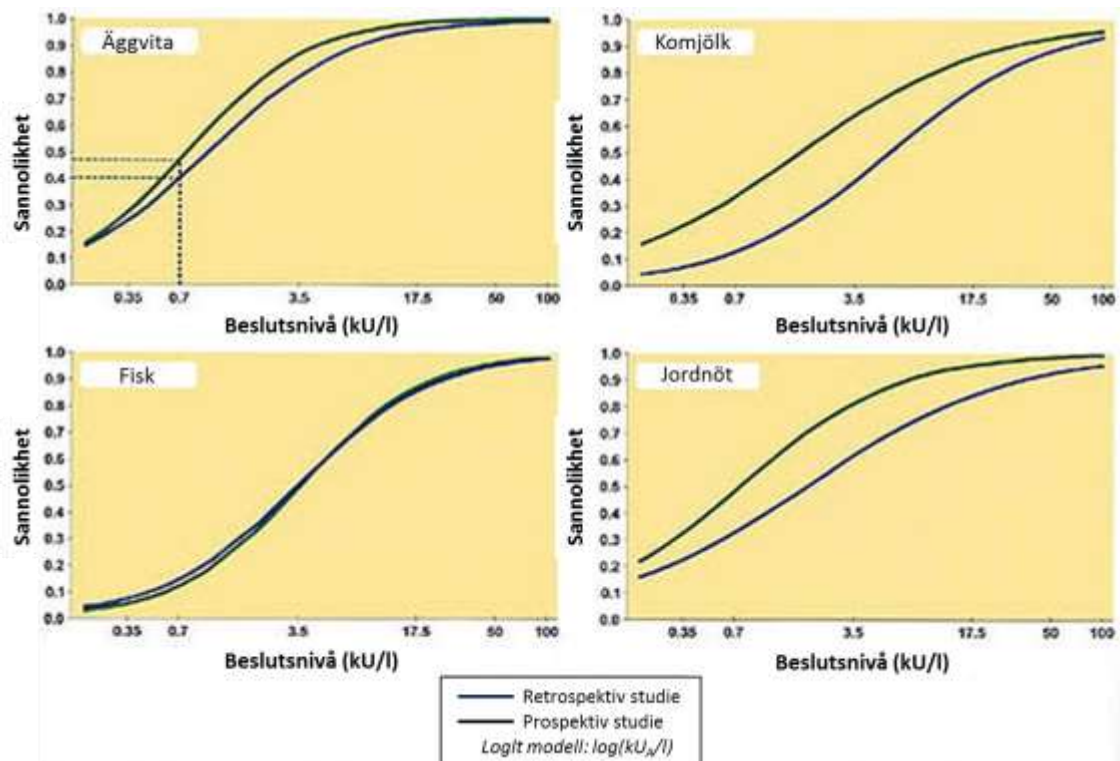 Äggvita
Sannolikhet
1.0
0.9
0.8
0.7
0.6
0.5
0.4
0.3
0.2
0.1
0.0
0.35 0.7 3.5 17.5 50 100
Beslutsnivå (kU/l)
Komjölk
Sannolikhet
1.0
0.9
0.8
0.7
0.6
0.5
0.4
0.3
0.2
0.1
0.0
0.35 0.7 3.5 17.5 50 100
Beslutsnivå (kU/l)
Fisk
Sannolikhet
1.0
0.9
0.8
0.7
0.6
0.5
0.4
0.3
0.2
0.1
0.0
0.35 0.7 3.5 17.5 50 100
Beslutsnivå (kU/l)
Jordnöt
Sannolikhet
1.0
0.9
0.8
0.7
0.6
0.5
0.4
0.3
0.2
0.1
0.0
0.35 0.7 3.5 17.5 50 100
Beslutsnivå (kU/l)
Retrospektiv studie
Prospektiv studie
Logit modell: log(kU_A/l)